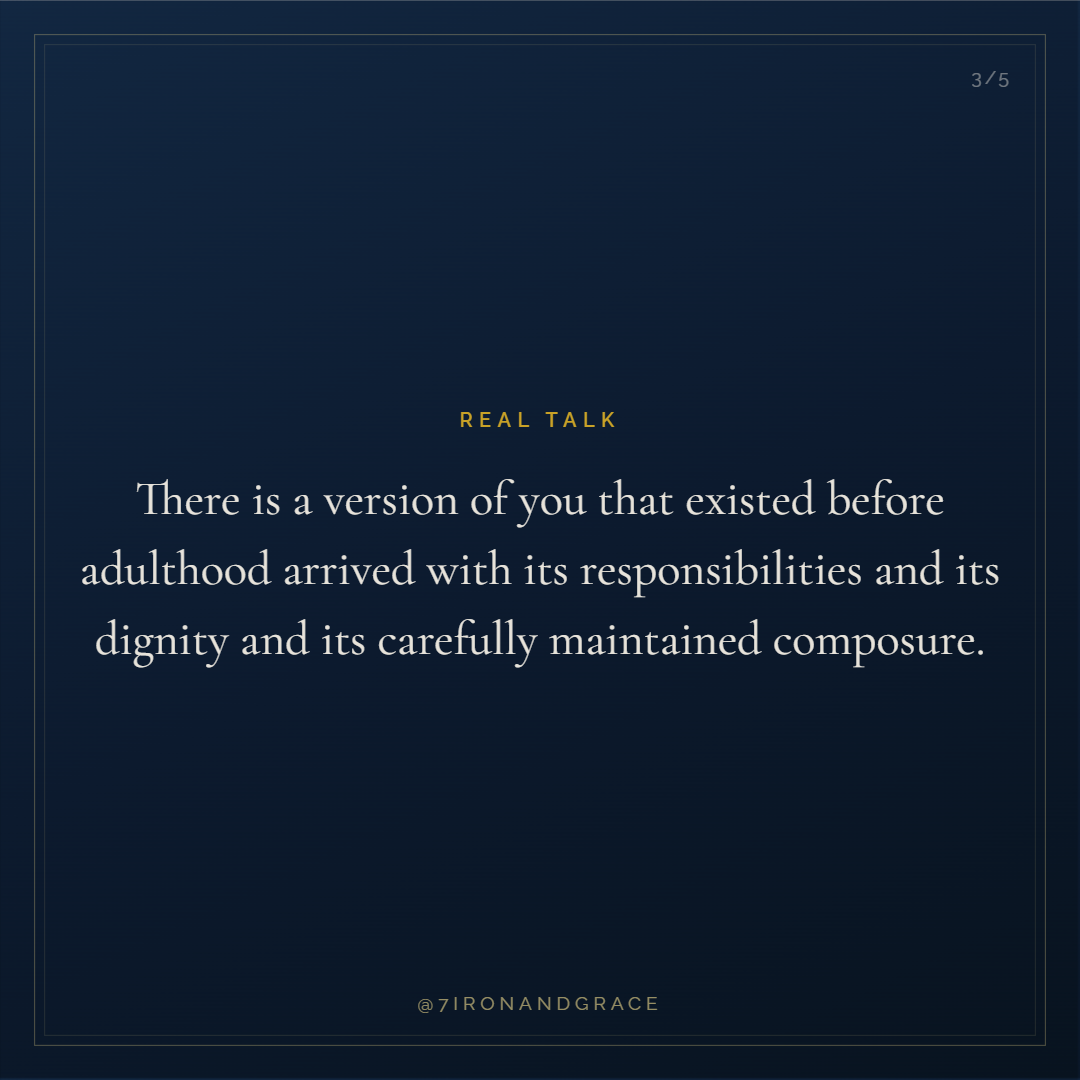 3/5
REAL TALK
There is a version of you that existed before
adulthood arrived with its responsibilities and its
dignity and its carefully maintained composure.
@7IRONANDGRACE